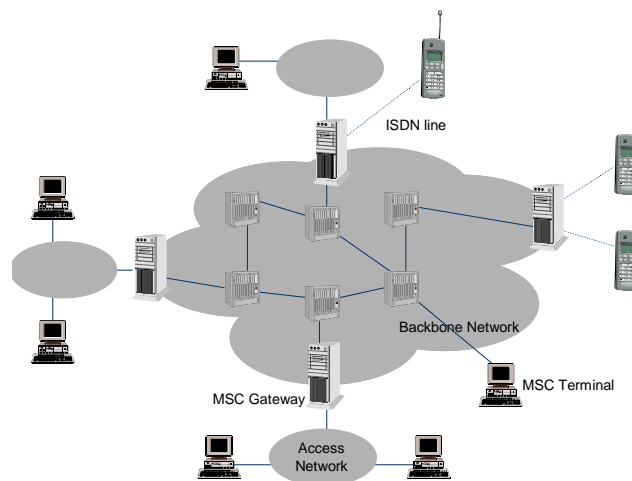 ISDN line
Backbone Network
MSC Terminal
MSC Gateway
Access
Network